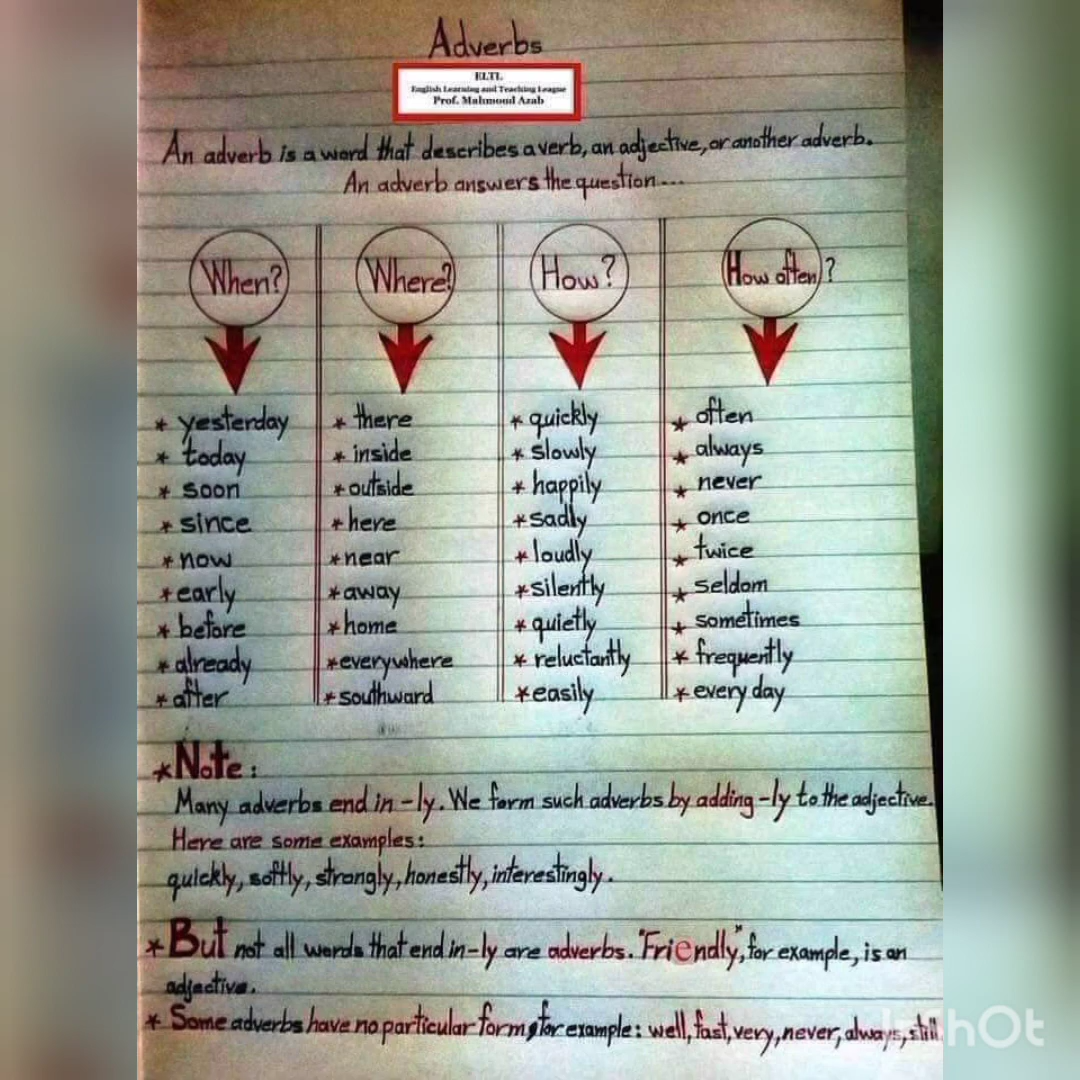 Adverbs
ELTL
English Learning and Teaching League
Prof. Mahmoud Azab
An adverb is a word that describes a verb, an adjective, or another adverb.
An adverb answers the question....
When? Where? How? How often?
* yesterday * there * quickly * often
* today * inside * slowly * always
* soon * outside * happily * never
* since * here * sadly * once
* now * near * loudly * twice
* early * away * silently * seldom
* before * home * quietly * sometimes
* already * everywhere * reluctantly * frequently
* after * southward * easily * every day
* Note:
Many adverbs end in -ly. We form such adverbs by adding -ly to the adjective.
Here are some examples:
quickly, softly, strongly, honestly, interestingly.
* But not all words that end in -ly are adverbs. "Friendly", for example, is an
adjective.
* Some adverbs have no particular form, for example: well, fast, very, never, always, still